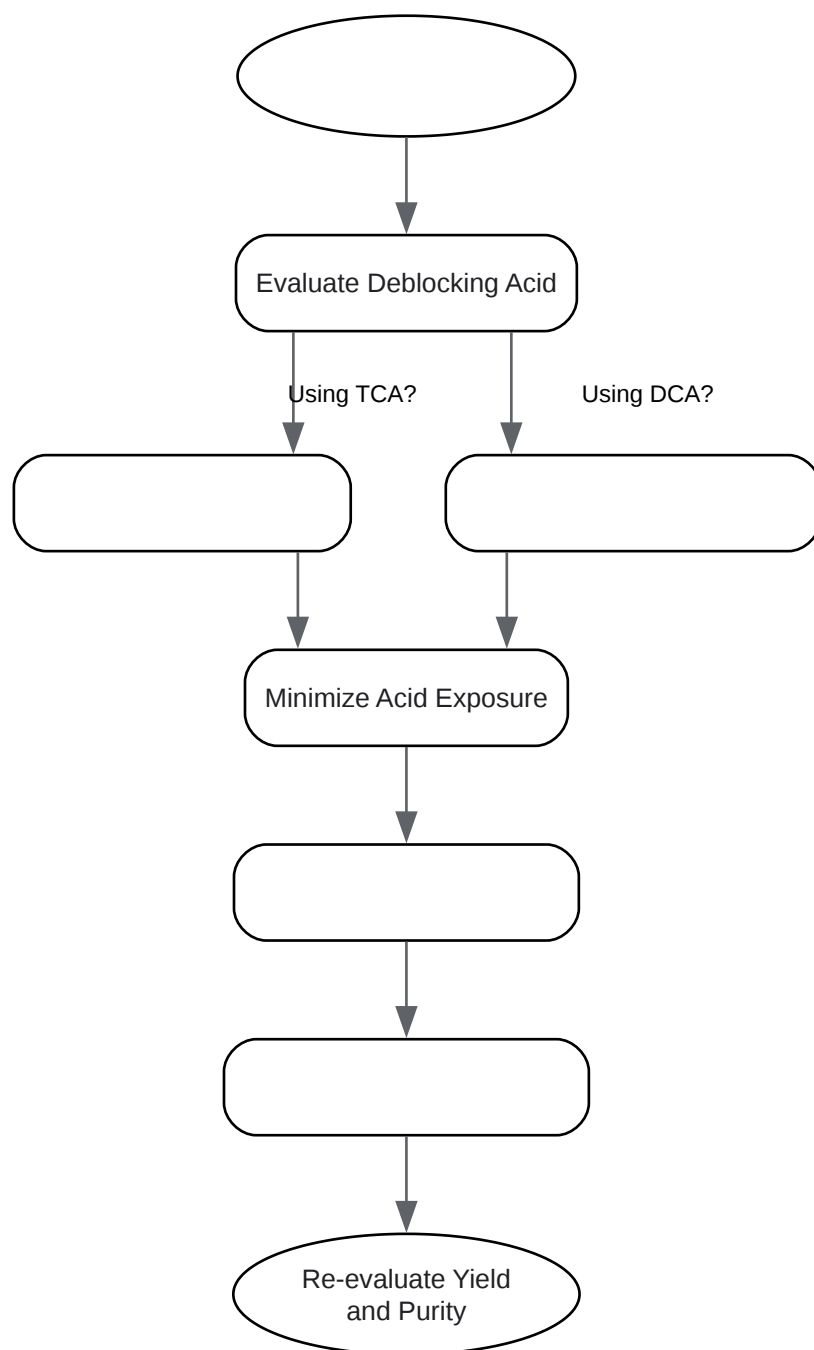 Evaluate Deblocking Acid
Using TCA?
Using DCA?
Minimize Acid Exposure
Re-evaluate Yield
and Purity